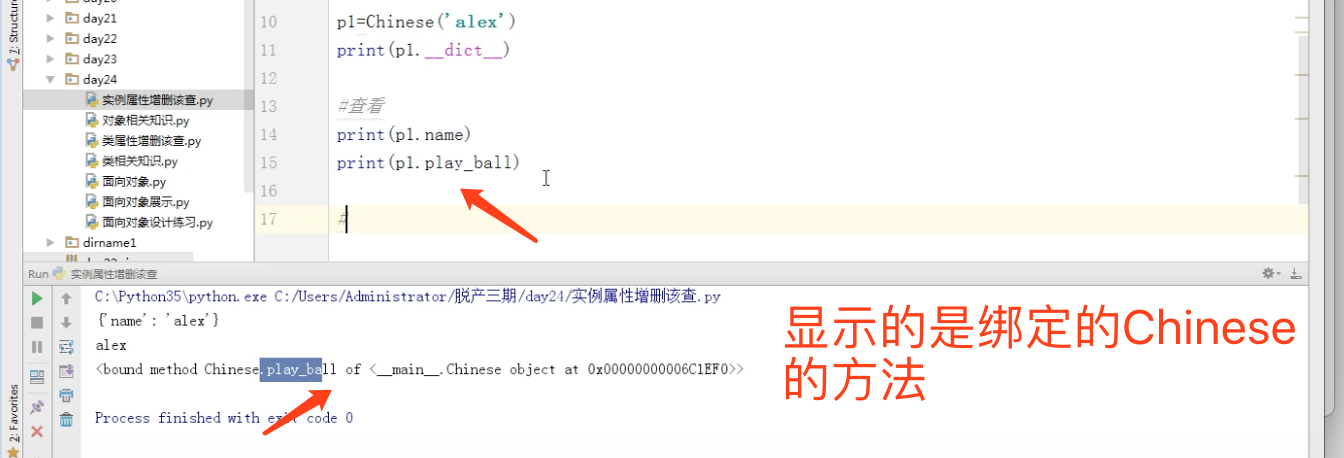 7: Structure
day21
day22
day23
day24
实例属性增删该查.py
对象相关知识.py
类属性增删该查.py
类相关知识.py
面向对象.py
面向对象展示.py
面向对象设计练习.py
dirname1
10 p1=Chinese('alex')
11 print(p1.__dict__)
12
13 #查看
14 print(p1.name)
15 print(p1.play_ball)
16
17 #
Run 实例属性增删该查
C:\Python35\python.exe C:/Users/Administrator/脱产三期/day24/实例属性增删该查.py
{'name': 'alex'}
alex
<bound method Chinese.play_ball of <__main__.Chinese object at 0x00000000006C1EF0>>
Process finished with exit code 0
显示的是绑定的Chinese
的方法
2: Favorites